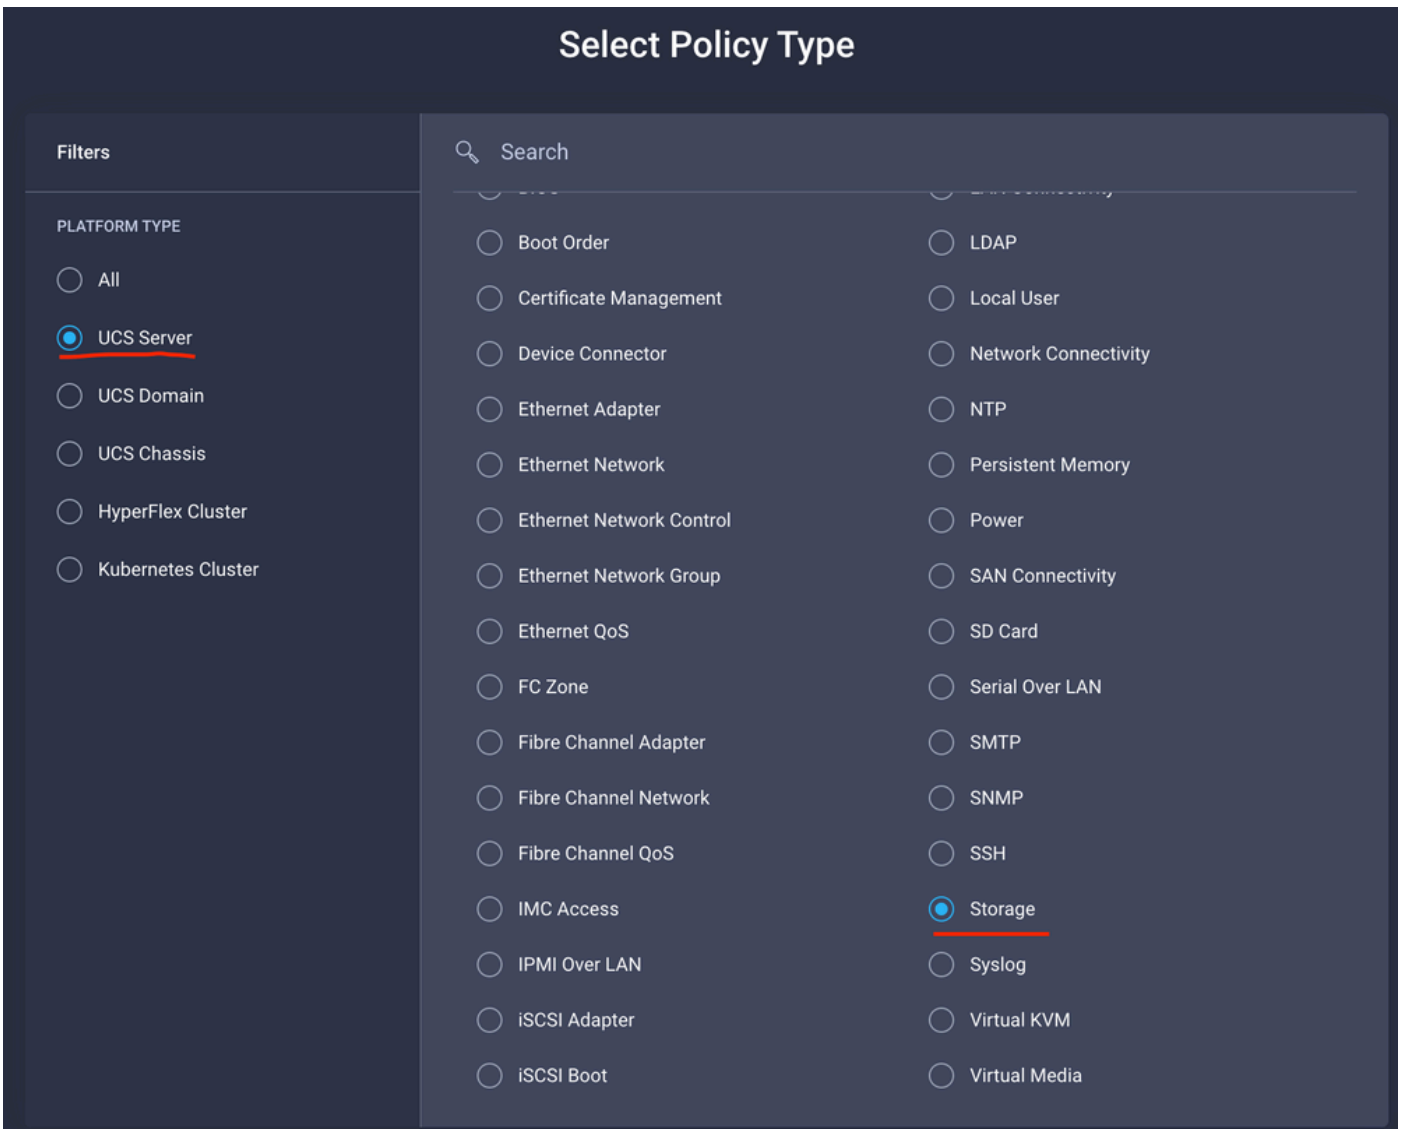 Select Policy Type
Filters
PLATFORM TYPE
All
UCS Server
UCS Domain
UCS Chassis
HyperFlex Cluster
Kubernetes Cluster
Search
Boot Order
Certificate Management
Device Connector
Ethernet Adapter
Ethernet Network
Ethernet Network Control
Ethernet Network Group
Ethernet QoS
FC Zone
Fibre Channel Adapter
Fibre Channel Network
Fibre Channel QoS
IMC Access
IPMI Over LAN
iSCSI Adapter
iSCSI Boot
LDAP
Local User
Network Connectivity
NTP
Persistent Memory
Power
SAN Connectivity
SD Card
Serial Over LAN
SMTP
SNMP
SSH
Storage
Syslog
Virtual KVM
Virtual Media